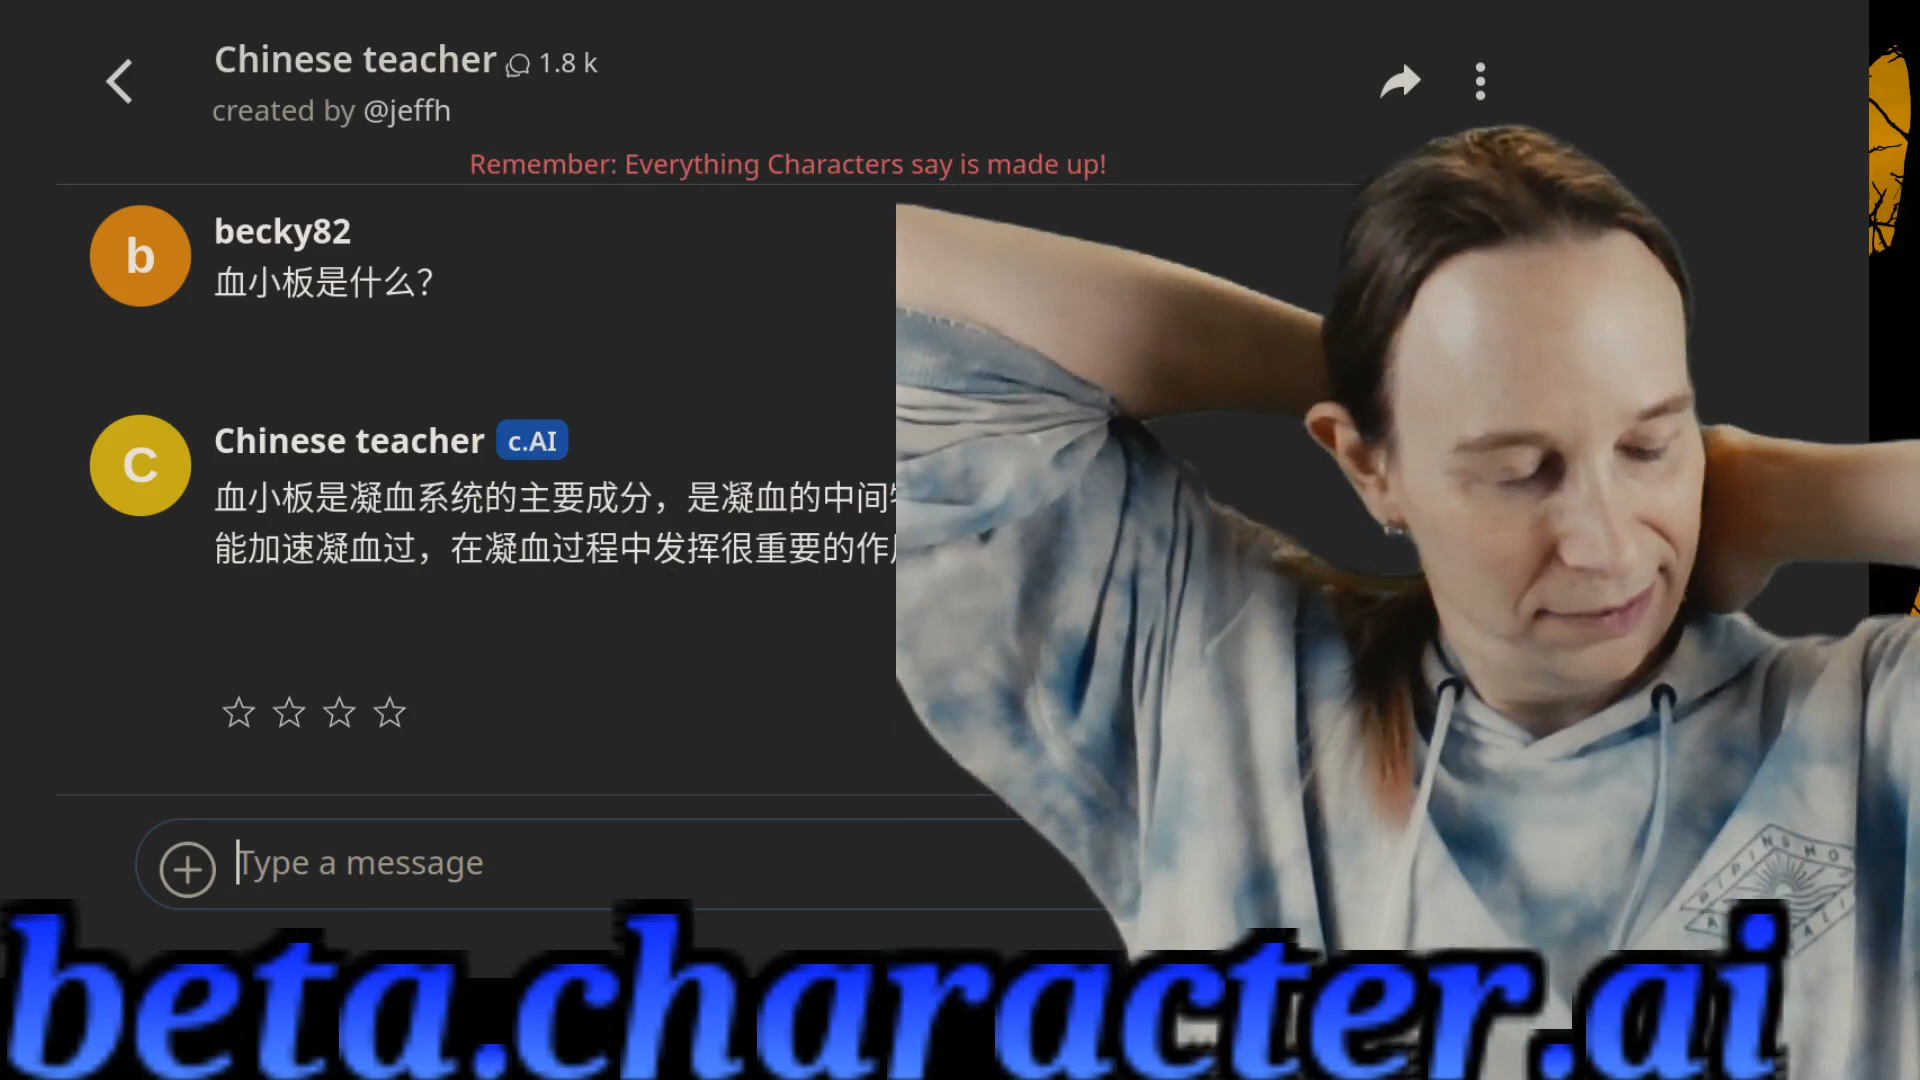 Chinese teacher 1.8 k
created by @jeffh
Remember: Everything Characters say is made up!
b
becky82
血小板是什么?
C
Chinese teacher c.AI
血小板是凝血系统的主要成分，是凝血的中间
能加速凝血过，在凝血过程中发挥很重要的作
Type a message
beta.character.ai